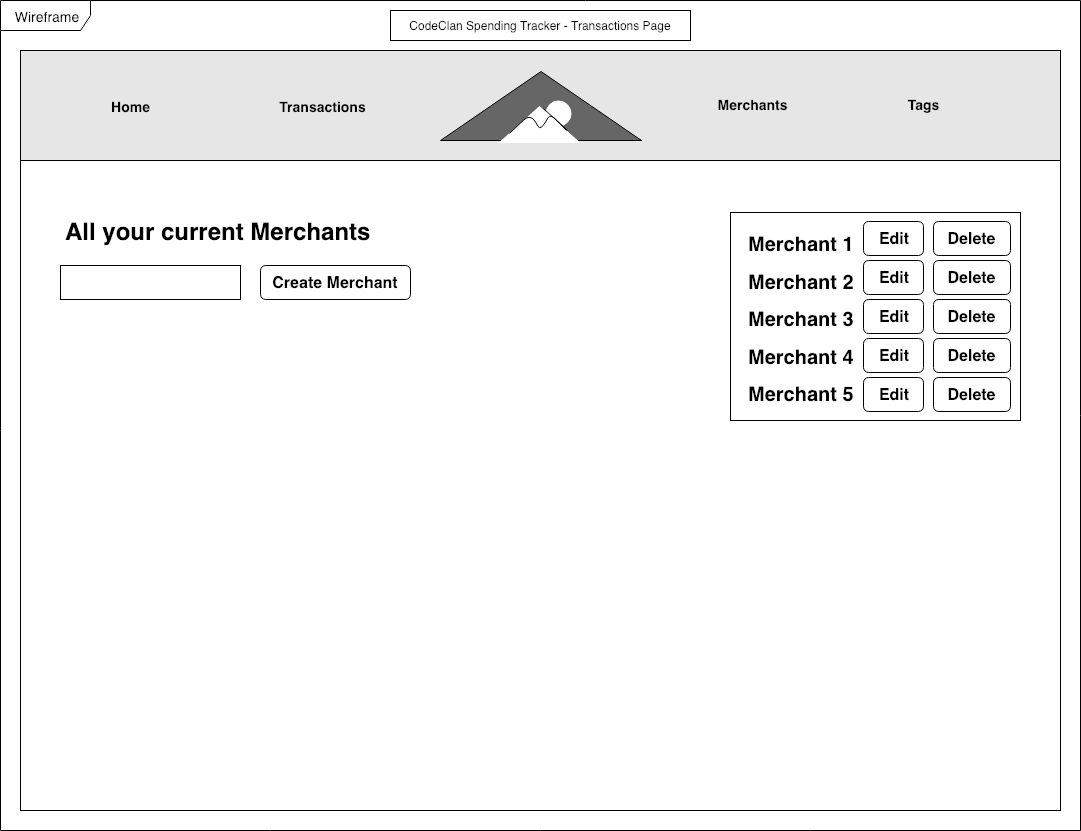 Wireframe
CodeClan Spending Tracker - Transactions Page
Home
Transactions
Merchants
Tags
All your current Merchants
Create Merchant
Merchant 1 Edit Delete
Merchant 2 Edit Delete
Merchant 3 Edit Delete
Merchant 4 Edit Delete
Merchant 5 Edit Delete